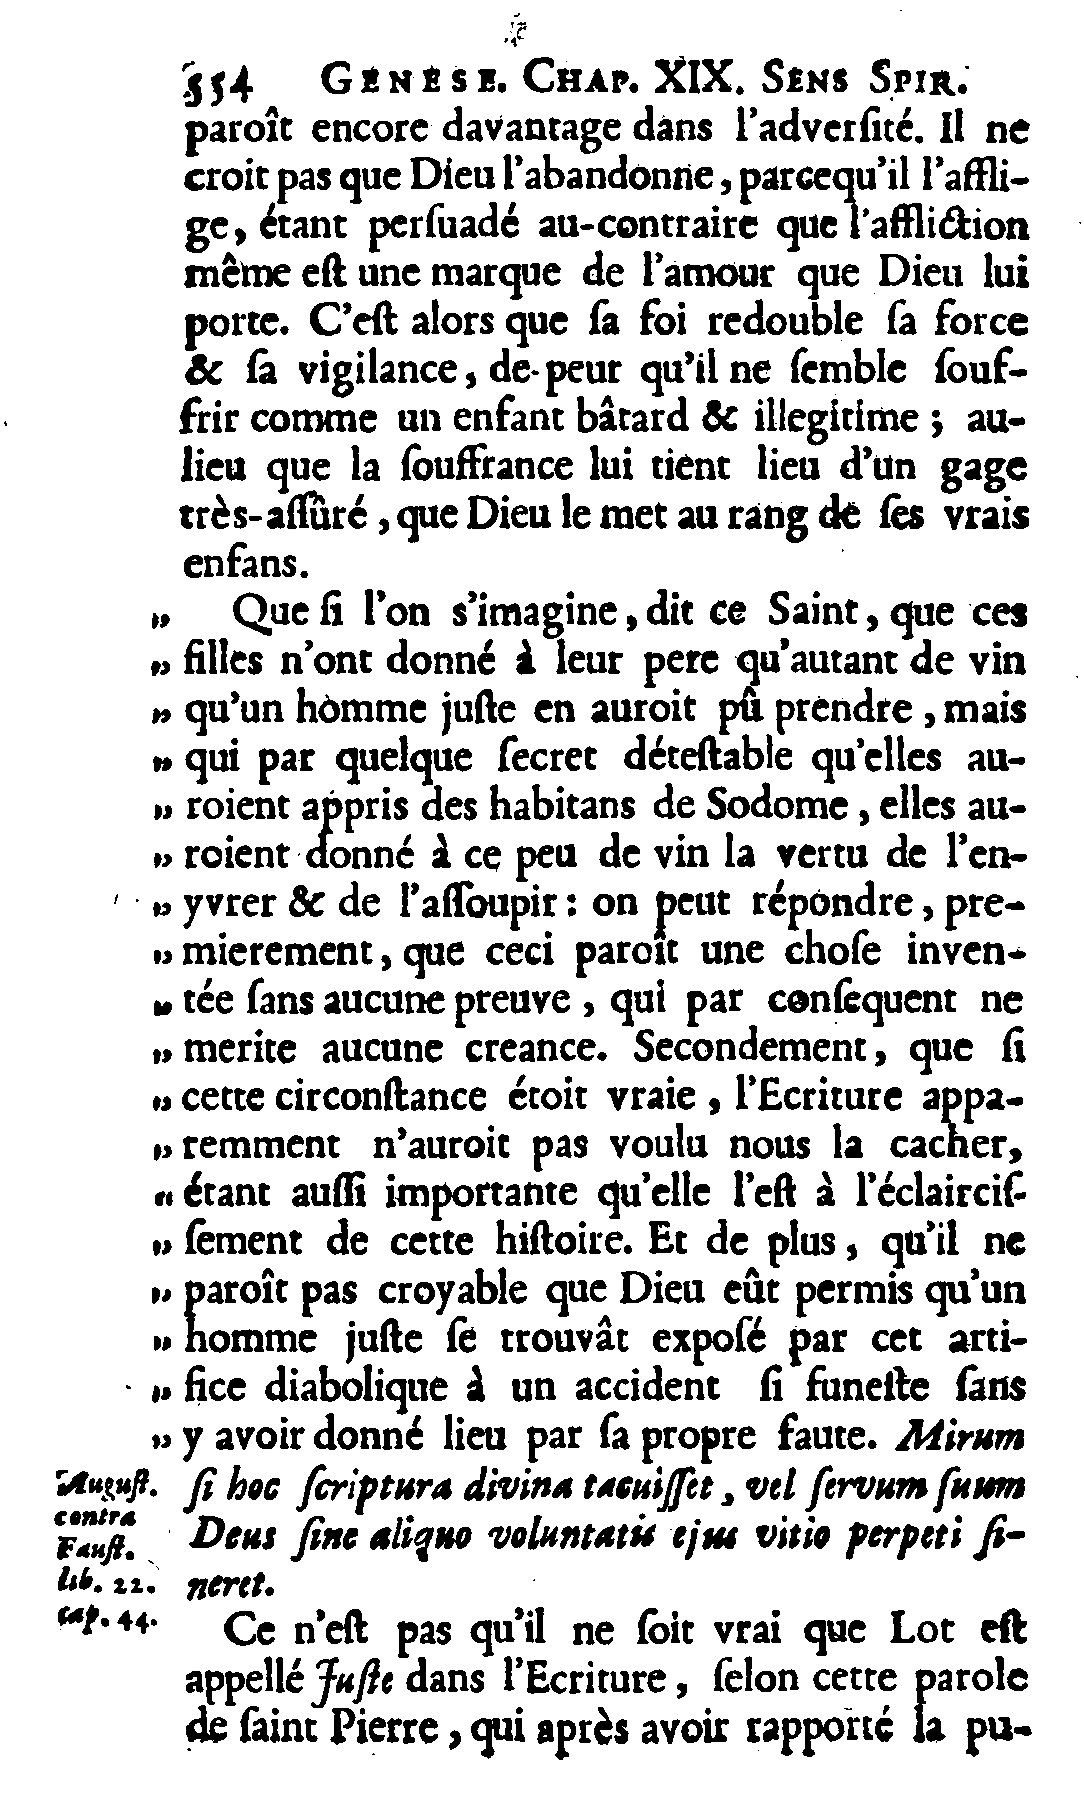 554 GENESE. CHAP. XIX. SENS SPIR.
paroît encore davantage dans l'adverſité. Il ne
croit pas que Dieu l'abandonne, parcequ'il l'affli-
ge, étant perſuadé au-contraire que l'affliction
même eſt une marque de l'amour que Dieu lui
porte. C'eſt alors que ſa foi redouble ſa force
& ſa vigilance, de-peur qu'il ne ſemble ſouf-
frir comme un enfant bâtard & illegitime ; au-
lieu que la ſouffrance lui tient lieu d'un gage
très-aſſûré, que Dieu le met au rang de ſes vrais
enfans.
„ Que ſi l'on s'imagine, dit ce Saint, que ces
„ filles n'ont donné à leur pere qu'autant de vin
„ qu'un homme juſte en auroit pû prendre, mais
„ qui par quelque ſecret déteſtable qu'elles au-
„ roient appris des habitans de Sodome, elles au-
„ roient donné à ce peu de vin la vertu de l'en-
„ yvrer & de l'aſſoupir : on peut répondre, pre-
„ mierement, que ceci paroît une choſe inven-
„ tée ſans aucune preuve, qui par conſequent ne
„ merite aucune creance. Secondement, que ſi
„ cette circonſtance étoit vraie, l'Ecriture appa-
„ remment n'auroit pas voulu nous la cacher,
„ étant auſſi importante qu'elle l'eſt à l'éclairciſ-
„ ſement de cette hiſtoire. Et de plus, qu'il ne
„ paroît pas croyable que Dieu eût permis qu'un
„ homme juſte ſe trouvât expoſé par cet arti-
„ fice diabolique à un accident ſi funeſte ſans
„ y avoir donné lieu par ſa propre faute. Mirum
ſi hoc ſcriptura divina tacuiſſet, vel ſervum ſuum
Deus ſine aliquo voluntatis ejus vitio perpeti ſi-
neret.
Auguſt.
contra
Fauſt.
lib. 22.
cap. 44.
Ce n'eſt pas qu'il ne ſoit vrai que Lot eſt
appellé Juſte dans l'Ecriture, ſelon cette parole
de ſaint Pierre, qui après avoir rapporté la pu-